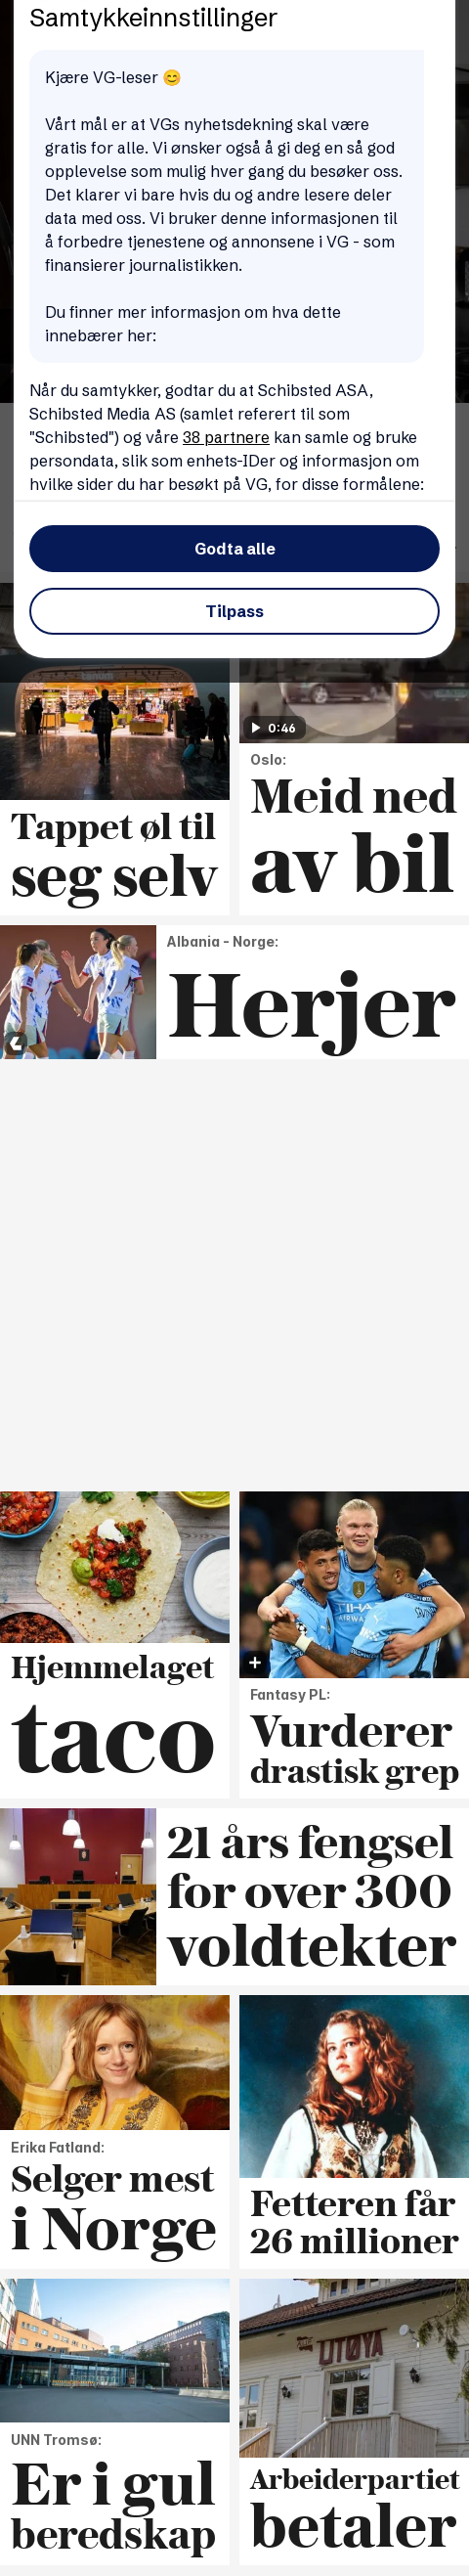 Samtykkeinnstillinger
Kjære VG-leser 😊
Vårt mål er at VGs nyhetsdekning skal være
gratis for alle. Vi ønsker også å gi deg en så god
opplevelse som mulig hver gang du besøker oss.
Det klarer vi bare hvis du og andre lesere deler
data med oss. Vi bruker denne informasjonen til
å forbedre tjenestene og annonsene i VG - som
finansierer journalistikken.
Du finner mer informasjon om hva dette
innebærer her:
Når du samtykker, godtar du at Schibsted ASA,
Schibsted Media AS (samlet referert til som
"Schibsted") og våre 38 partnere kan samle og bruke
persondata, slik som enhets-IDer og informasjon om
hvilke sider du har besøkt på VG, for disse formålene:
Godta alle
Tilpass
Tappet øl til
seg selv
0:46
Oslo:
Meid ned
av bil
Albania - Norge:
Herjer
Hjemmelaget
taco
Fantasy PL:
Vurderer
drastisk grep
21 års fengsel
for over 300
voldtekter
Erika Fatland:
Selger mest
i Norge
Fetteren får
26 millioner
UNN Tromsø:
Er i gul
beredskap
UTØYA
Arbeiderpartiet
betaler